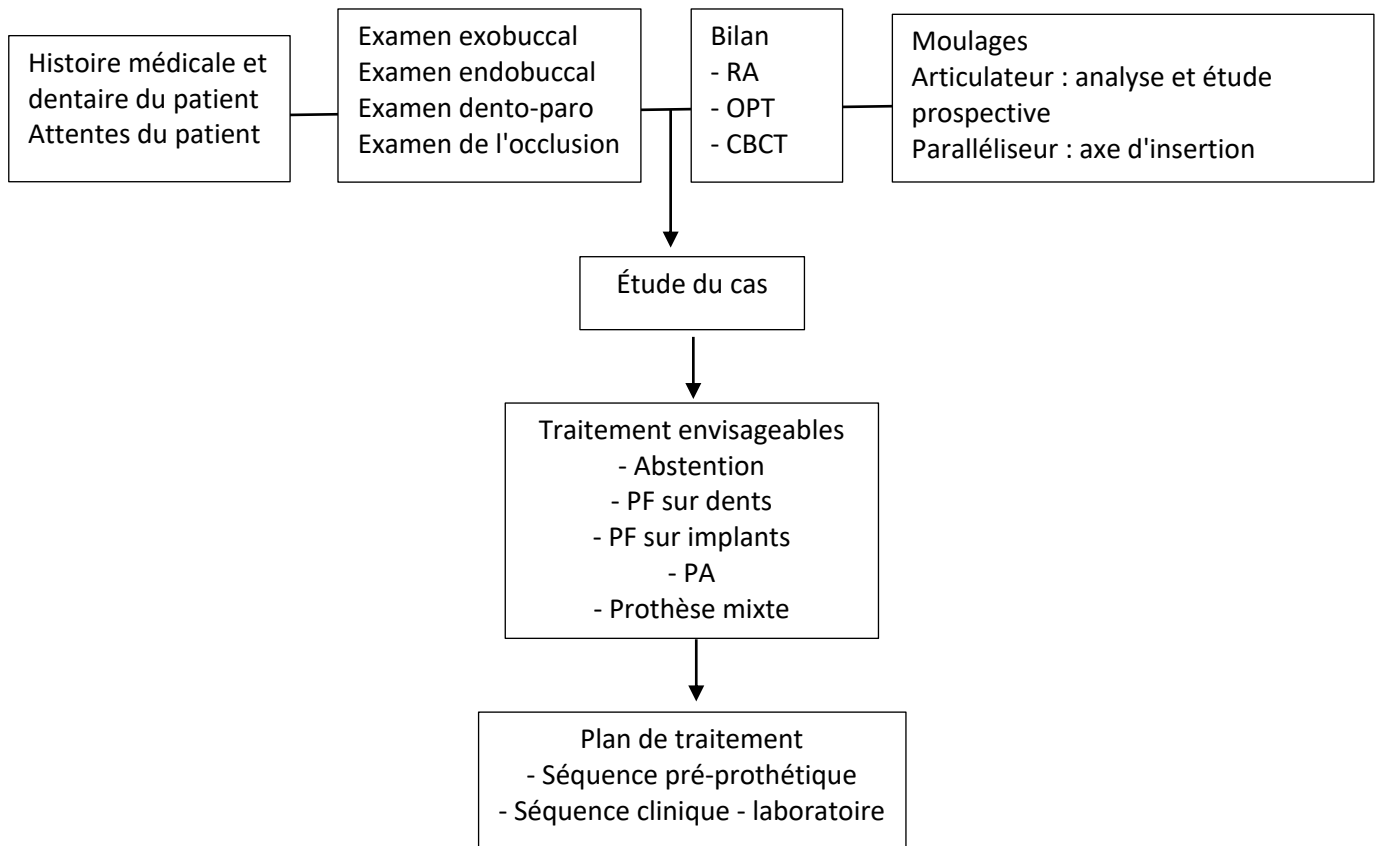 Histoire médicale et
dentaire du patient
Attentes du patient
Examen exobuccal
Examen endobuccal
Examen dento-paro
Examen de l'occlusion
Bilan
- RA
- OPT
- CBCT
Moulages
Articulateur : analyse et étude
prospective
Paralléliseur : axe d'insertion
Étude du cas
Traitement envisageables
- Abstention
- PF sur dents
- PF sur implants
- PA
- Prothèse mixte
Plan de traitement
- Séquence pré-prothétique
- Séquence clinique - laboratoire